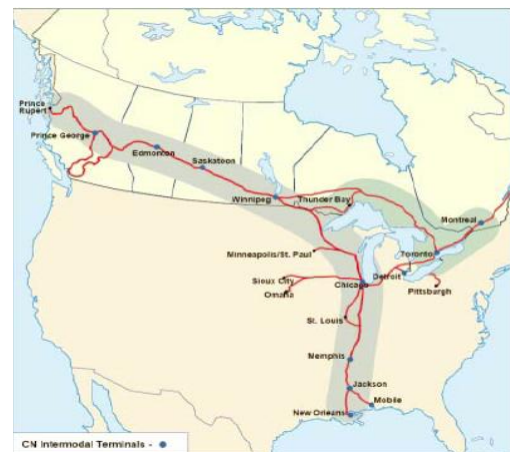 Prince
Rupert
Prince George
Edmonton
Saskatoon
Winnipeg
Thunder Bay
Montreal
Minneapolis/St. Paul
Toronto
Detroit
Sioux City
Chicago
Omaha
Pittsburgh
St. Louis
Memphis
Jackson
Mobile
New Orleans
CN Intermodal Terminals -